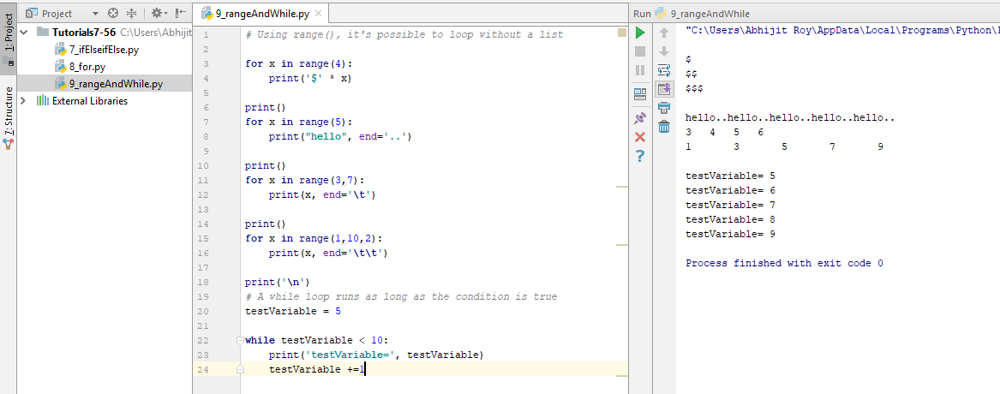 Project
1: Project
7: Structure
Tutorials7-56 C:\Users\Abhijit
7_ifElseifElse.py
8_for.py
9_rangeAndWhile.py
External Libraries
9_rangeAndWhile.py
1 # Using range(), it's possible to loop without a list
2
3 for x in range(4):
4     print('$' * x)
5
6 print()
7 for x in range(5):
8     print("hello", end='..')
9
10 print()
11 for x in range(3,7):
12     print(x, end='\t')
13
14 print()
15 for x in range(1,10,2):
16     print(x, end='\t\t')
17
18 print('\n')
19 # A while loop runs as long as the condition is true
20 testVariable = 5
21
22 while testVariable < 10:
23     print('testVariable=', testVariable)
24     testVariable +=1
Run 9_rangeAndWhile
"C:\Users\Abhijit Roy\AppData\Local\Programs\Python\
$
$$
$$$
hello..hello..hello..hello..hello..
3 4 5 6
1 3 5 7 9
testVariable= 5
testVariable= 6
testVariable= 7
testVariable= 8
testVariable= 9
Process finished with exit code 0